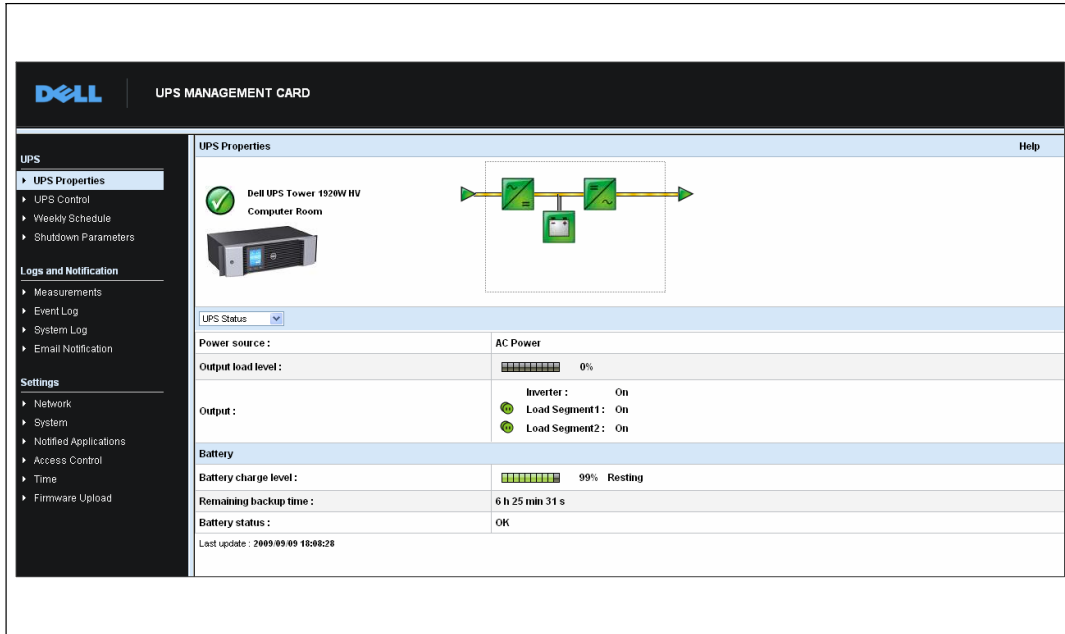 DELL
UPS MANAGEMENT CARD
UPS
UPS Properties
UPS Control
Weekly Schedule
Shutdown Parameters
Logs and Notification
Measurements
Event Log
System Log
Email Notification
Settings
Network
System
Notified Applications
Access Control
Time
Firmware Upload
UPS Properties
Help
Dell UPS Tower 1920W HV
Computer Room
UPS Status
Power source :
AC Power
Output load level :
0%
Output :
Inverter : On
Load Segment1 : On
Load Segment2 : On
Battery
Battery charge level :
99% Resting
Remaining backup time :
6 h 25 min 31 s
Battery status :
OK
Last update : 2009/09/09 18:08:28